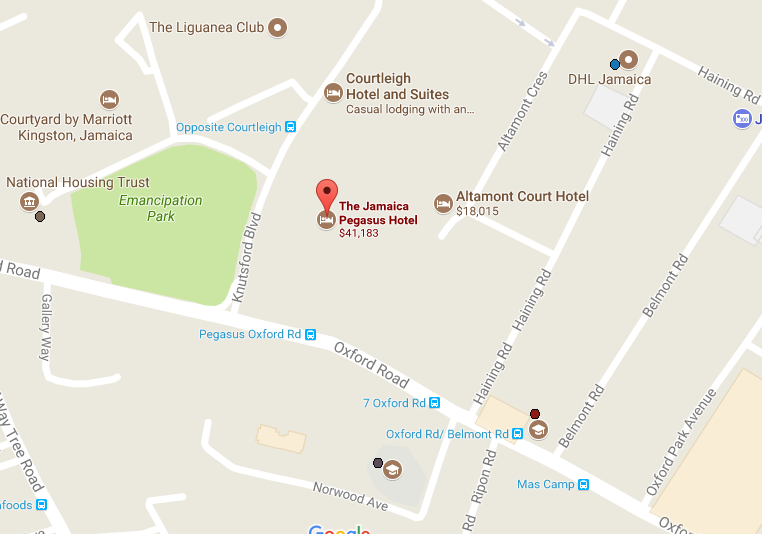 The Liguanea Club
DHL Jamaica
Haining Rd
Courtleigh
Hotel and Suites
Casual lodging with an...
Courtyard by Marriott
Kingston, Jamaica
Opposite Courtleigh
Altamont Cres
Haining Rd
J
National Housing Trust
Emancipation
Park
The Jamaica
Pegasus Hotel
$41,183
Altamont Court Hotel
$18,015
Knutsford Blvd
d Road
Gallery Way
Haining Rd
Belmont Rd
Pegasus Oxford Rd
Oxford Road
Haining Rd
7 Oxford Rd
Oxford Rd/ Belmont Rd
Belmont Rd
Oxford Park Avenue
Way Tree Road
Mas Camp
Norwood Ave
Ripon Rd
Rd
afoods
Oxfo
Google